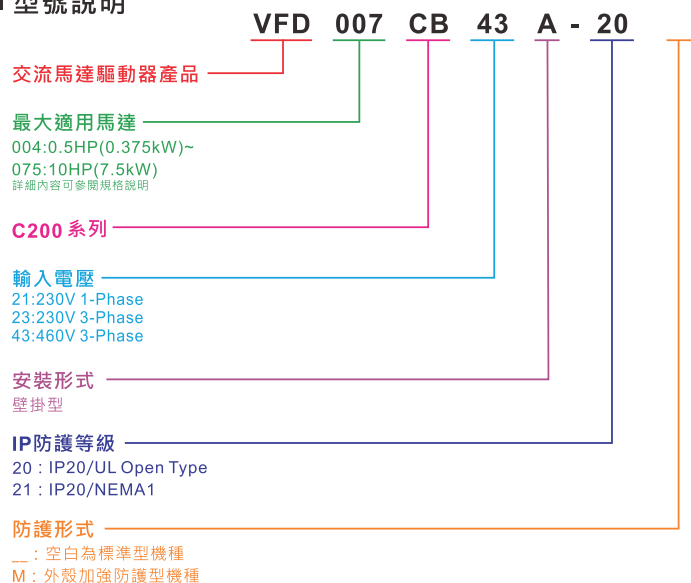 型號說明
VFD 007 CB 43 A - 20
交流馬達驅動器產品
最大適用馬達
004:0.5HP(0.375kW)~
075:10HP(7.5kW)
詳細內容可參閱規格說明
C200 系列
輸入電壓
21:230V 1-Phase
23:230V 3-Phase
43:460V 3-Phase
安裝形式
壁掛型
IP防護等級
20 : IP20/UL Open Type
21 : IP20/NEMA1
防護形式
__ : 空白為標準型機種
M : 外殼加強防護型機種